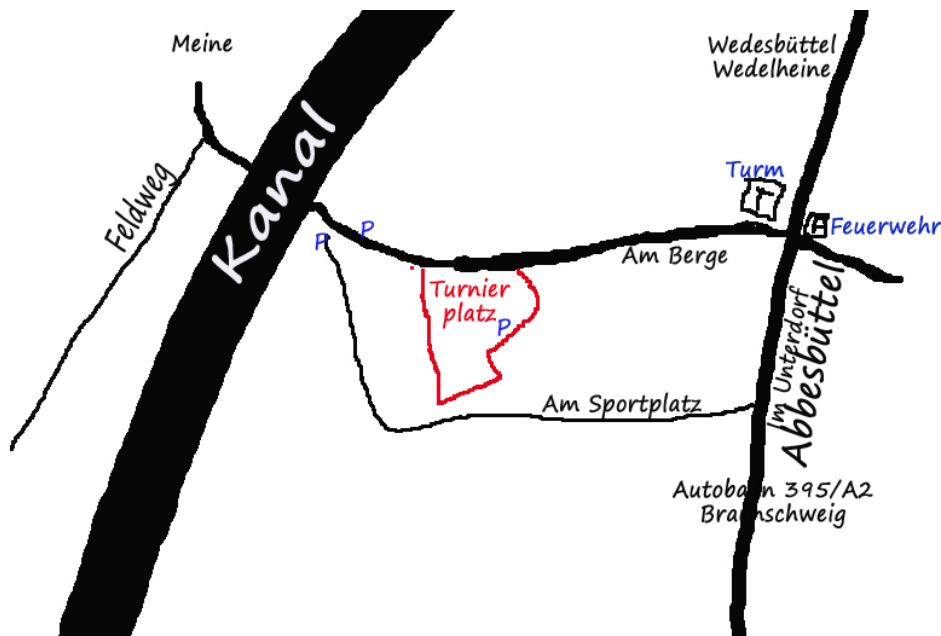 Meine
Wedesbüttel
Wedelheine
Kanal
Feldweg
Turm
P
P
Feuerwehr
Am Berge
Turnier
platz
P
Im Unterdorf
Abbesbüttel
Am Sportplatz
Autobahn 395/A2
Braunschweig